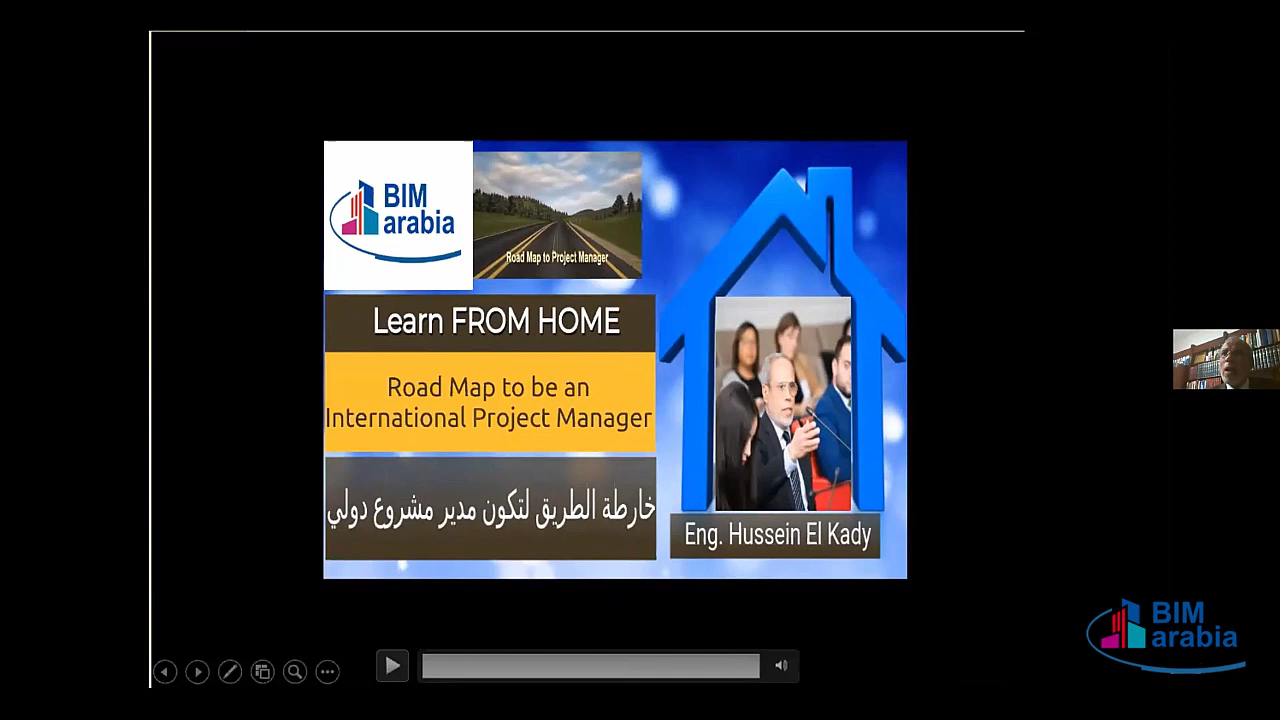 BIM
arabia
Road Map to Project Manager
Learn FROM HOME
Road Map to be an
International Project Manager
خارطة الطريق لتكون مدير مشروع دولي
Eng. Hussein El Kady
BIM
arabia